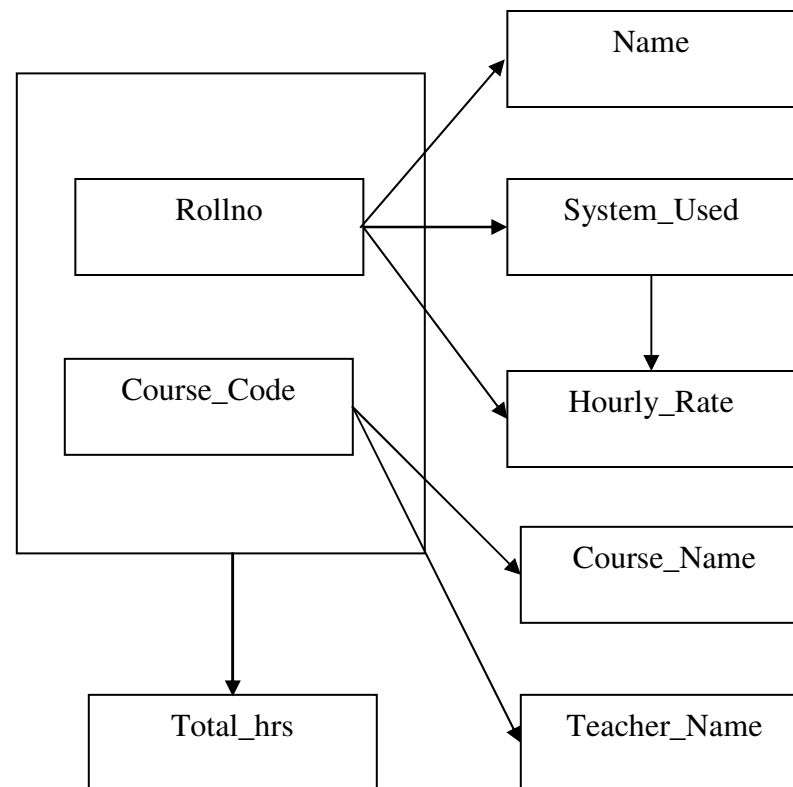 Name
Rollno
System_Used
Course_Code
Hourly_Rate
Course_Name
Total_hrs
Teacher_Name